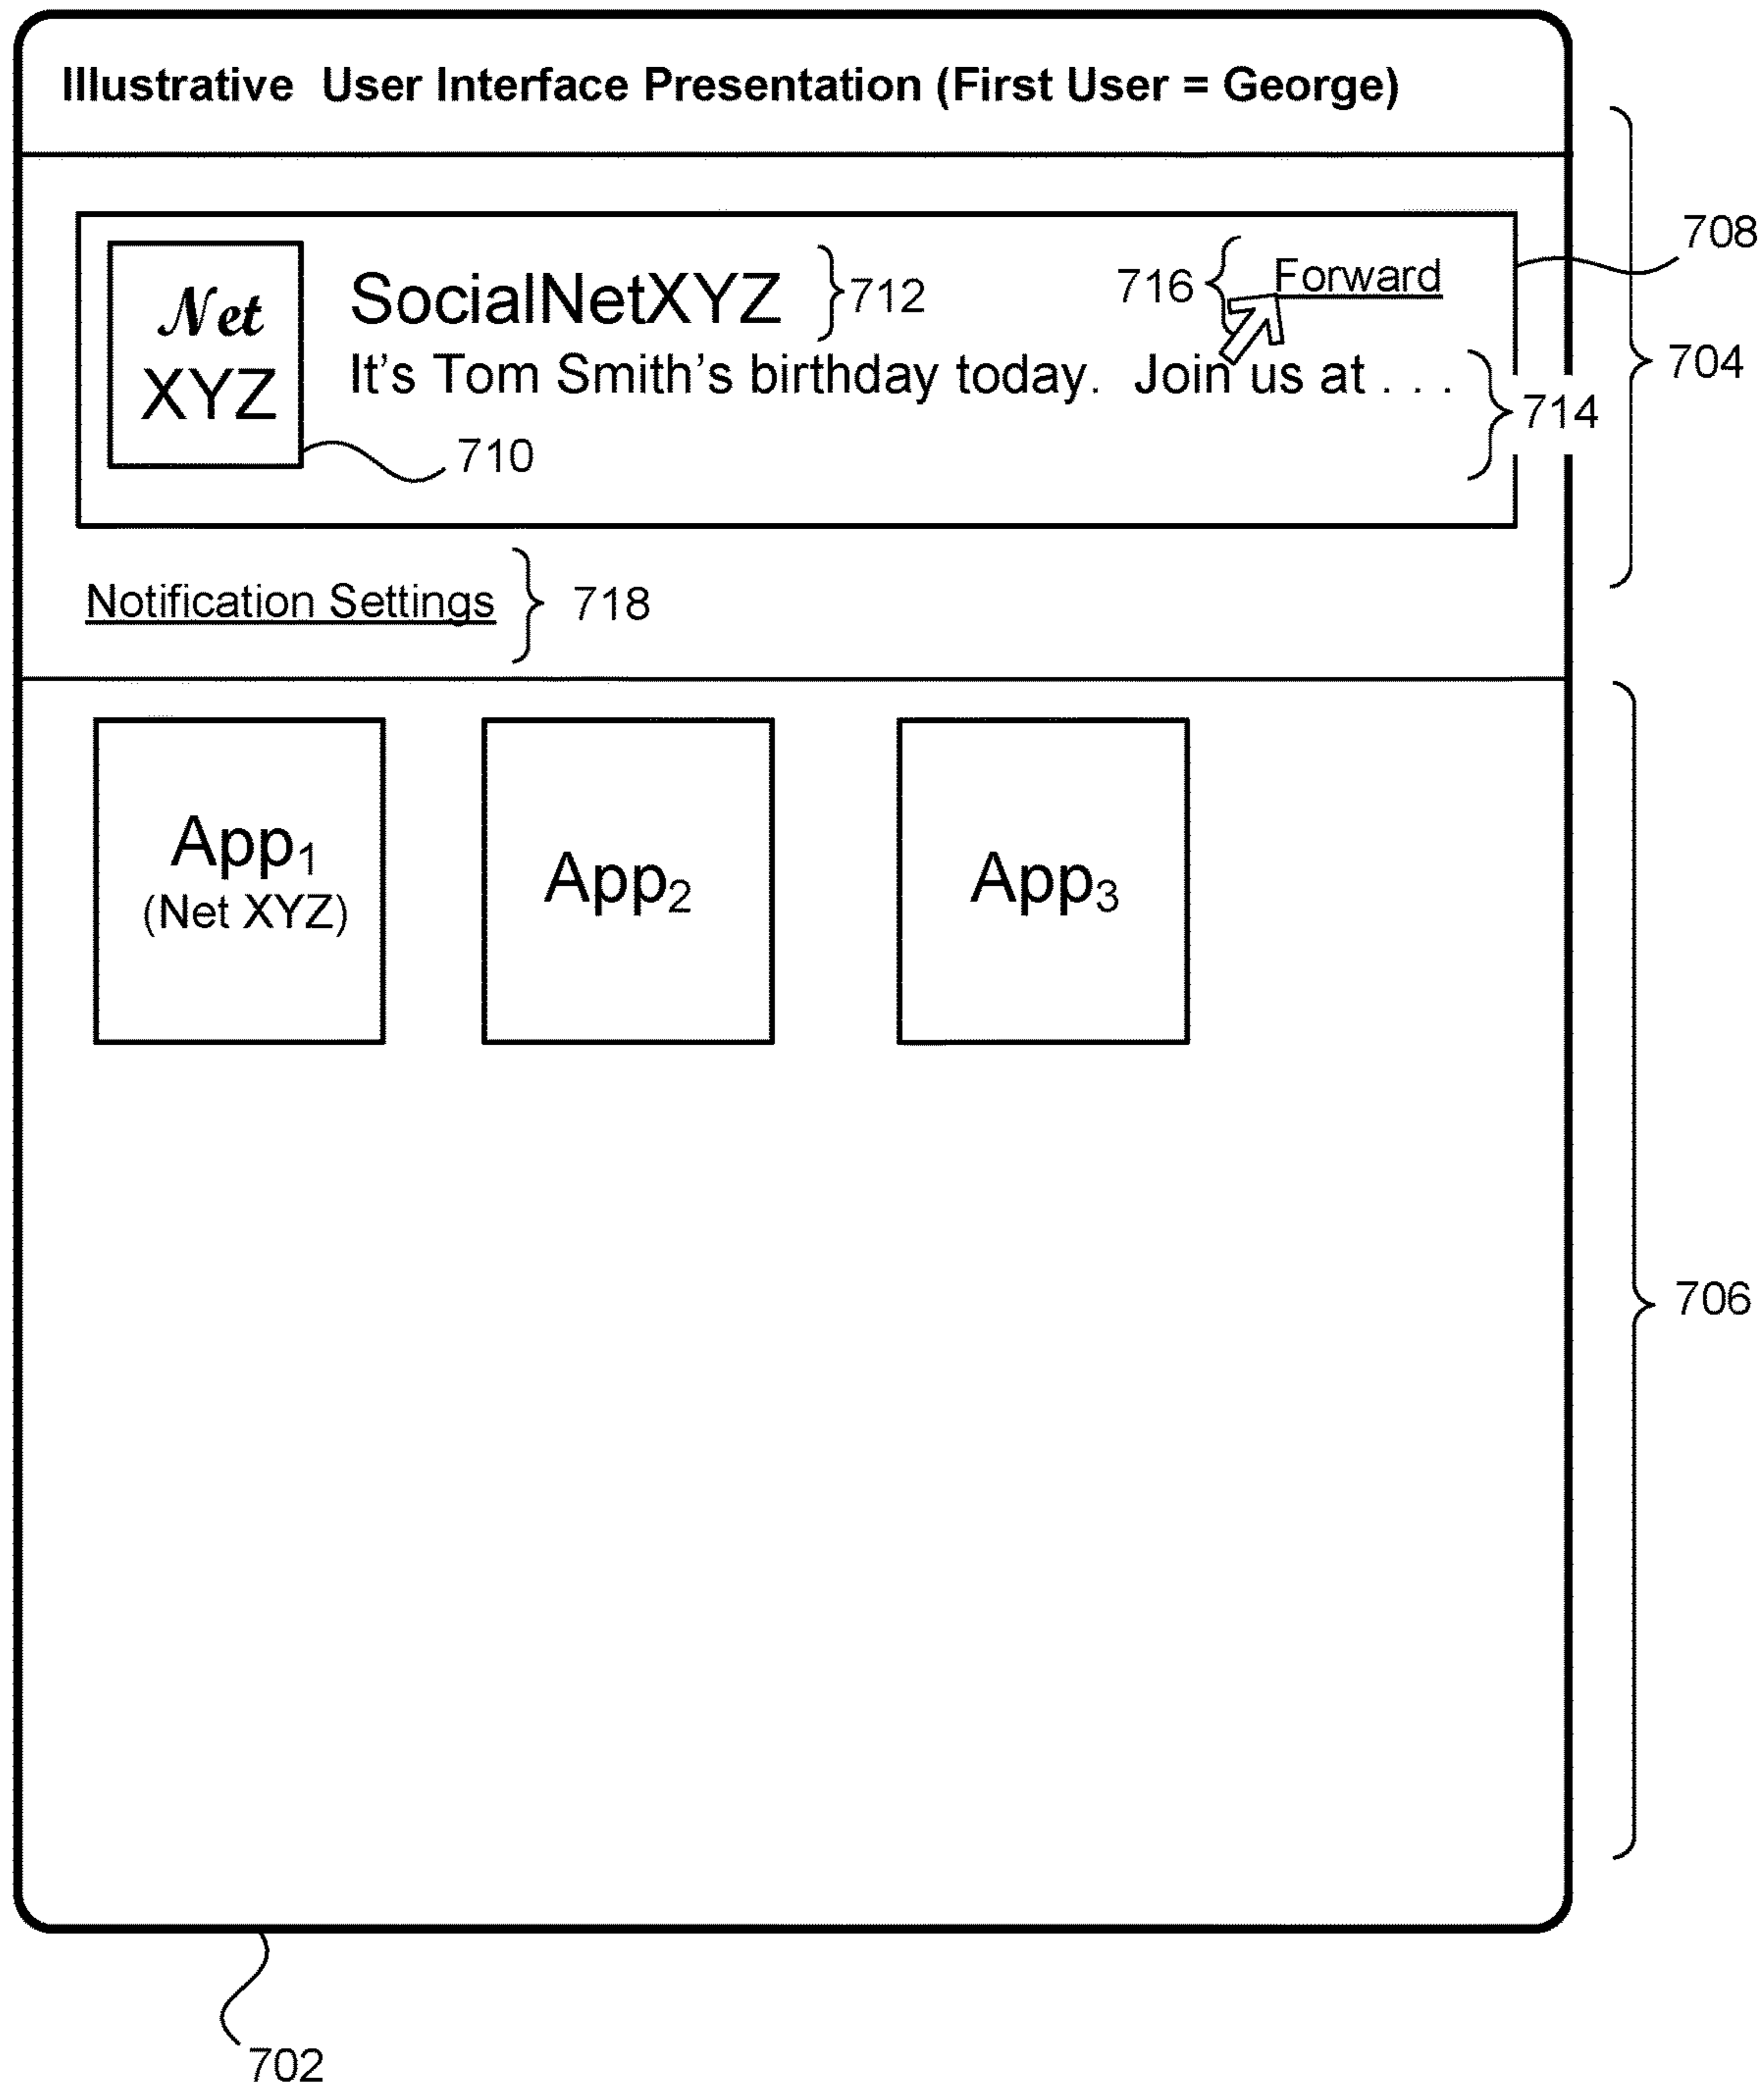 Illustrative User Interface Presentation (First User = George)
708
Net
XYZ
SocialNetXYZ
712
716
Forward
It's Tom Smith's birthday today. Join us at . . .
704
714
710
Notification Settings
718
App1
(Net XYZ)
App2
App3
706
702